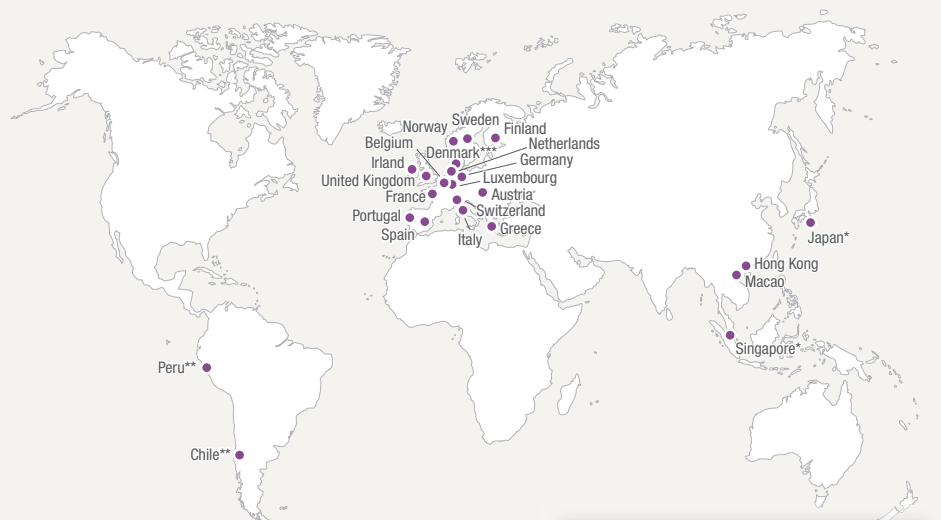 Sweden
Norway
Finland
Belgium
Netherlands
Denmark***
Germany
Irland
United Kingdom
Luxembourg
France
Austria
Switzerland
Portugal
Spain
Italy
Greece
Japan*
Hong Kong
Macao
Singapore*
Peru**
Chile**